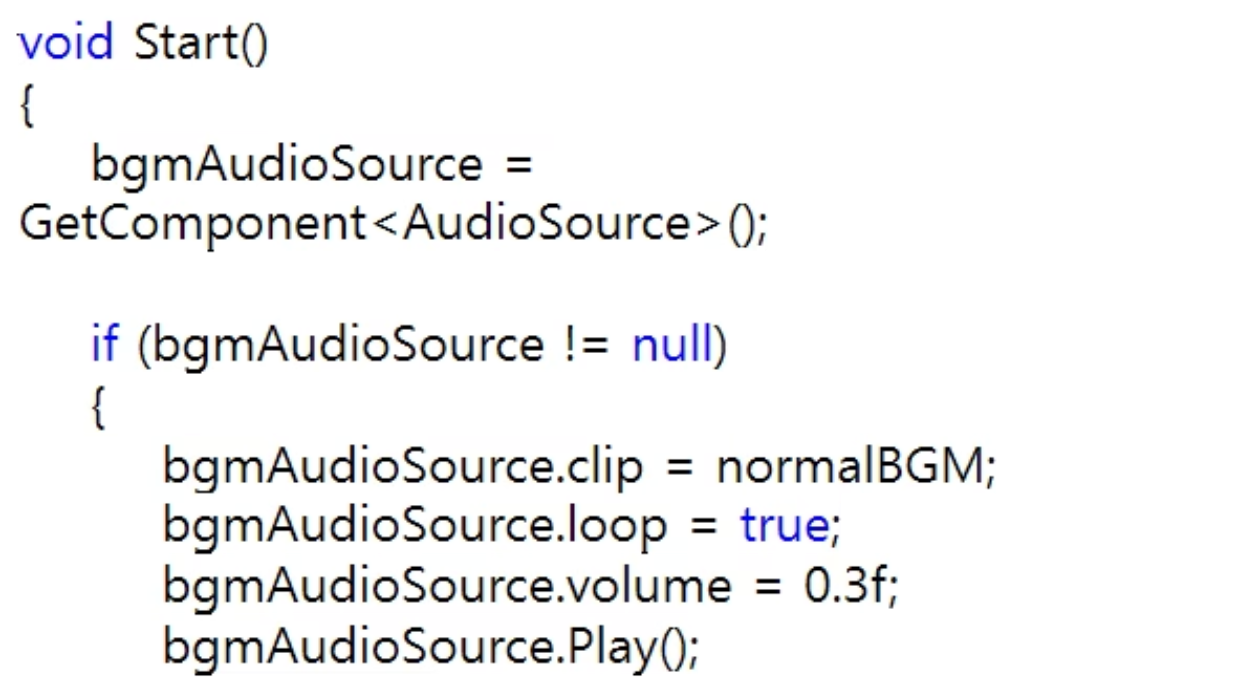 void Start()
{
bgmAudioSource =
GetComponent<AudioSource>();
if (bgmAudioSource != null)
{
bgmAudioSource.clip = normalBGM;
bgmAudioSource.loop = true;
bgmAudioSource.volume = 0.3f;
bgmAudioSource.Play();